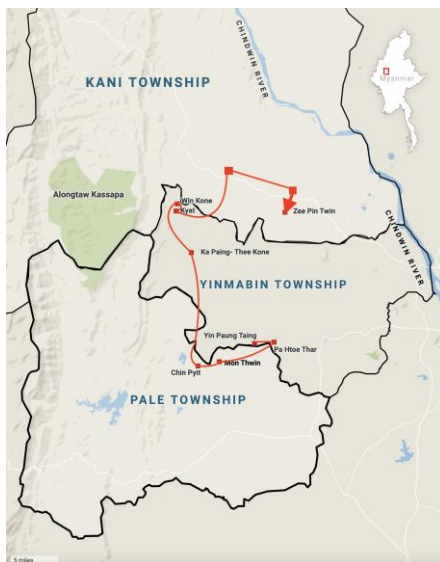 Myanmar
CHINDWIN RIVER
KANI TOWNSHIP
Alongtaw Kassapa
Win Kone
Kyat
Zee Pin Twin
CHINDWIN RIVER
Ka Paing- Thee Kone
YINMABIN TOWNSHIP
Yin Paung Taing
Pa Htoe Thar
Mon Thwin
Chin Pyit
PALE TOWNSHIP
5 miles